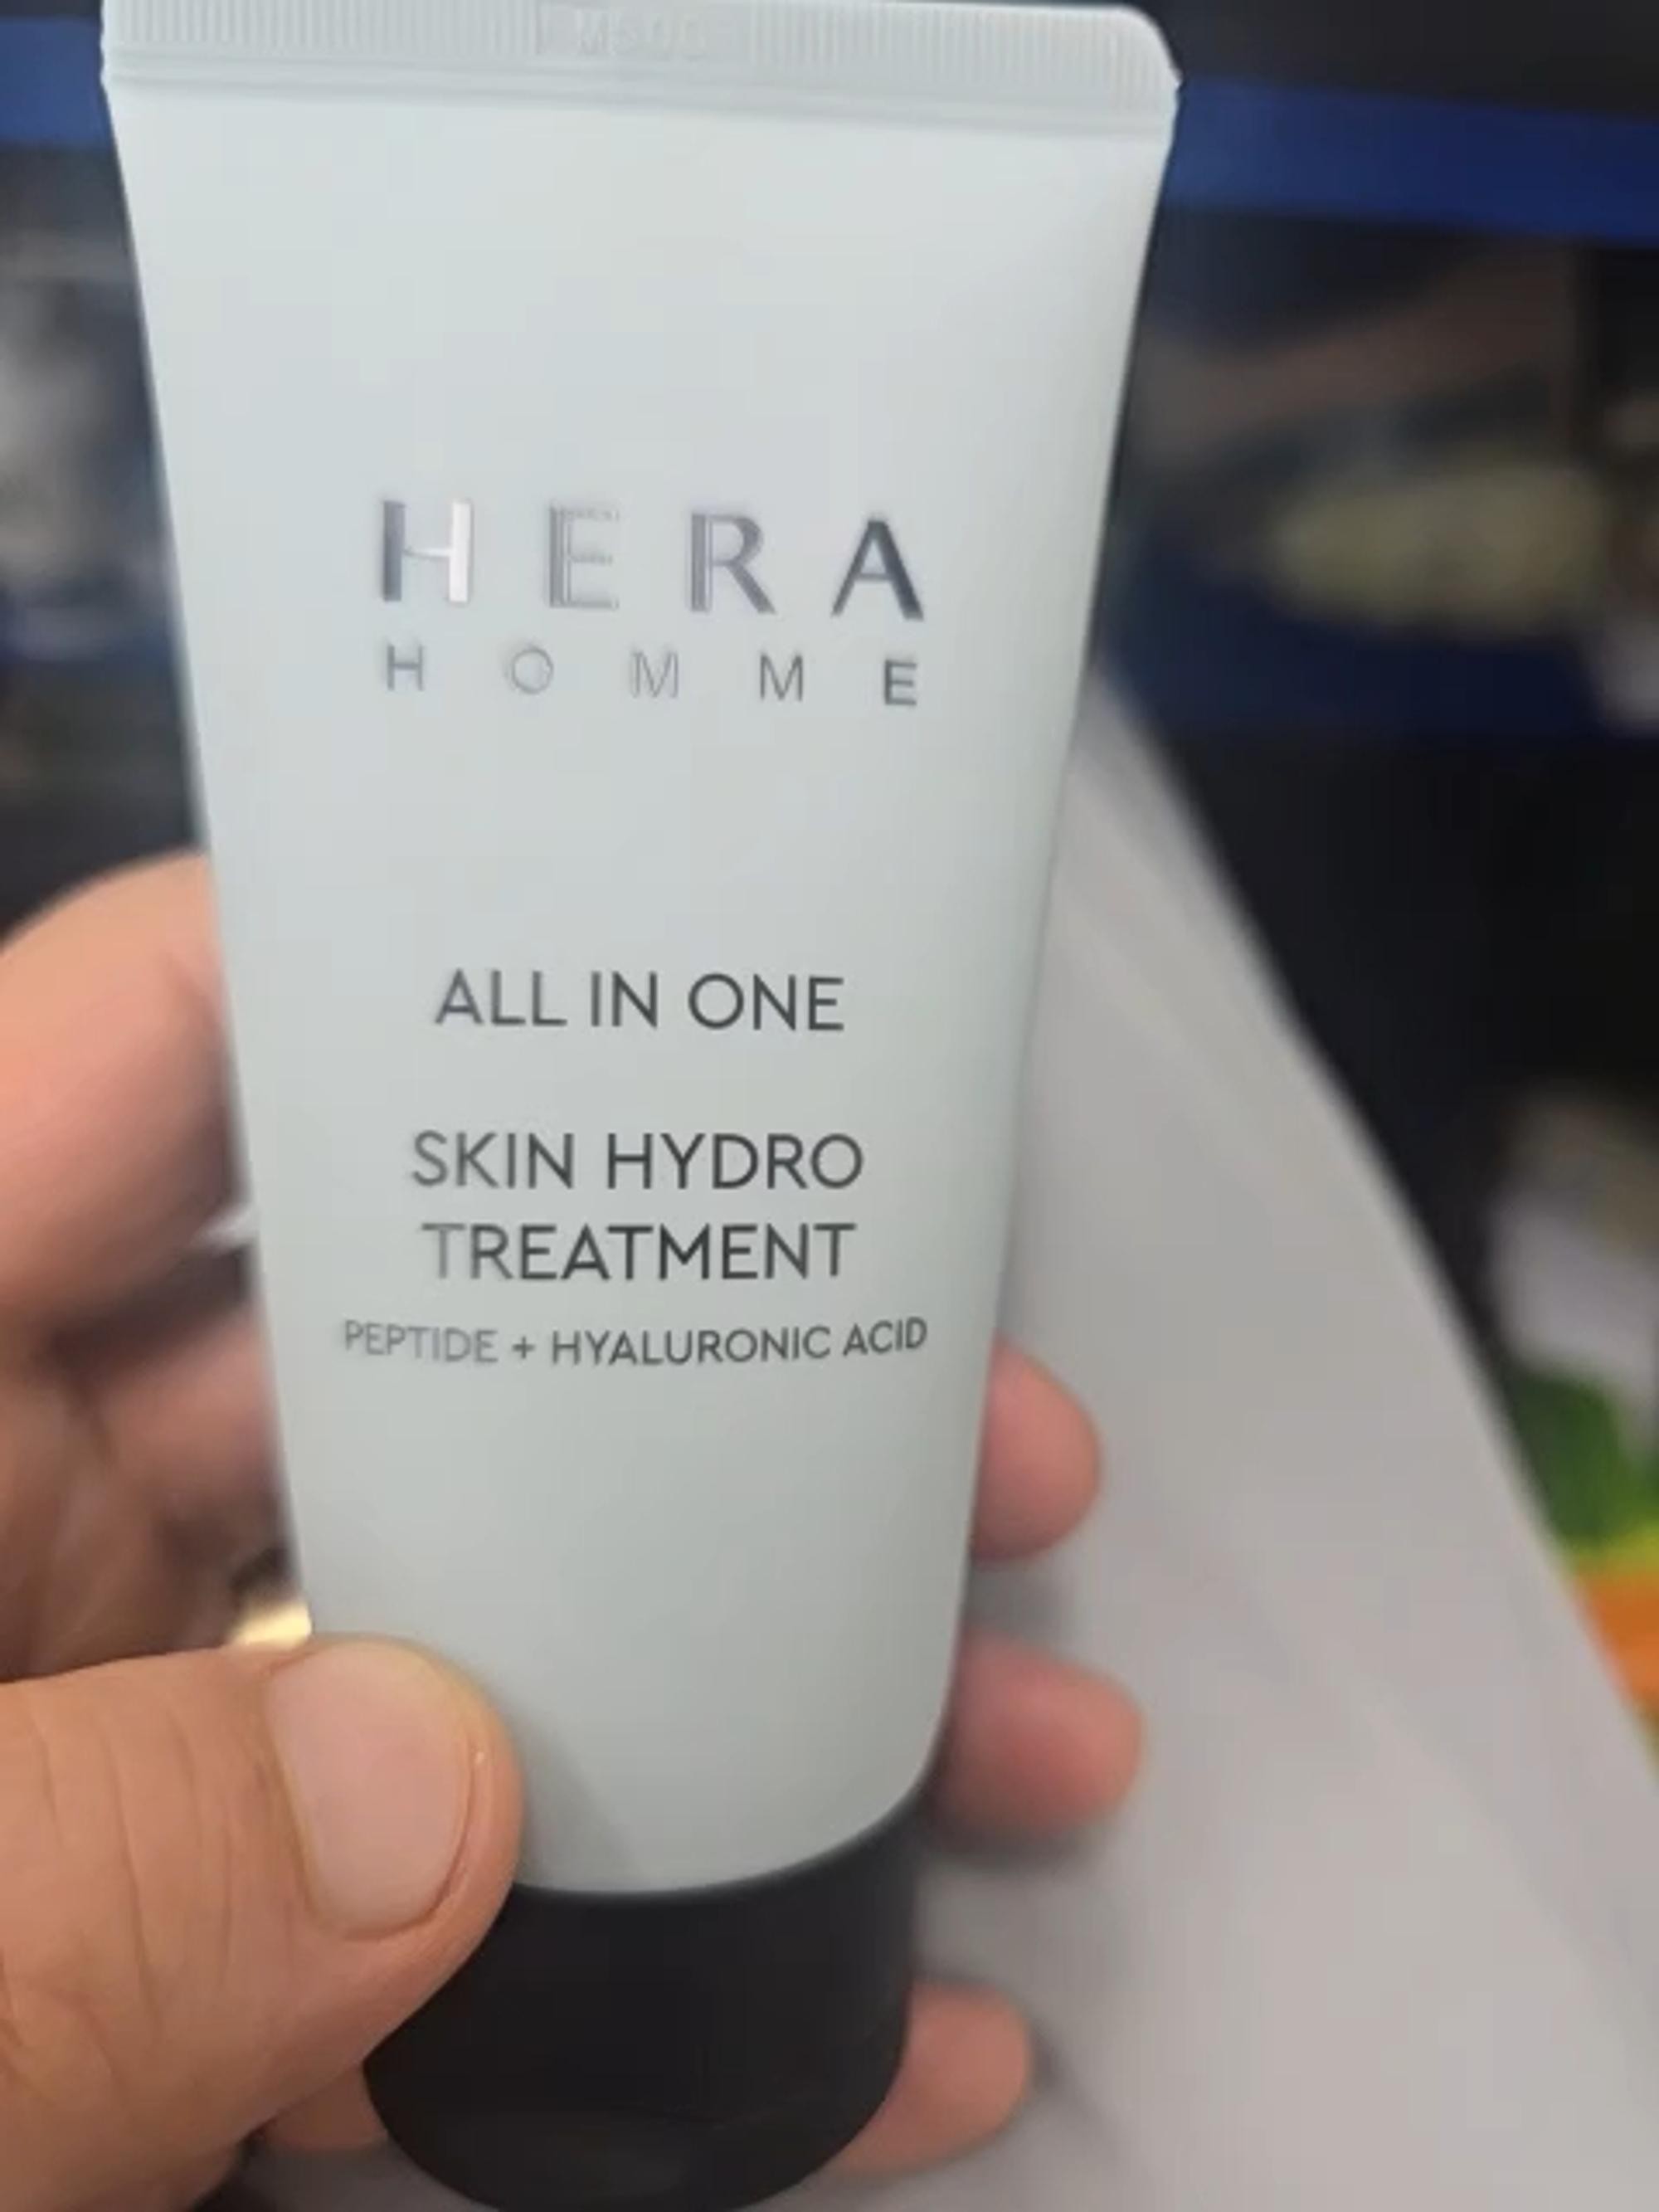 HERA
HOMME
ALL IN ONE
SKIN HYDRO
TREATMENT
PEPTIDE + HYALURONIC ACID